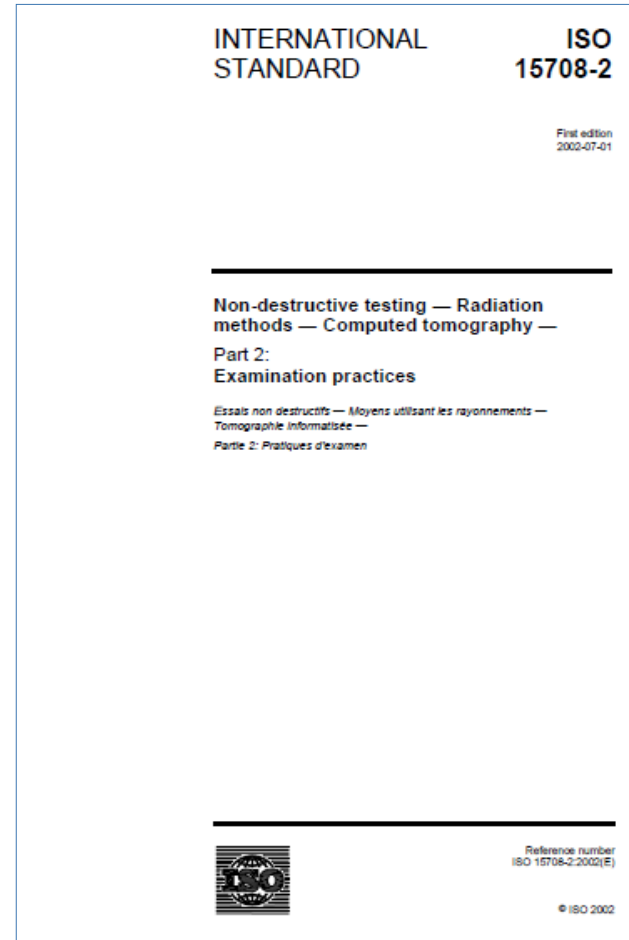 INTERNATIONAL
STANDARD
ISO
15708-2
First edition
2002-07-01
Non-destructive testing — Radiation
methods — Computed tomography —
Part 2:
Examination practices
Essais non destructifs — Moyens utilisant les rayonnements —
Tomographie informatisée —
Partie 2: Pratiques d'examen
ISO
Reference number
ISO 15708-2:2002(E)
© ISO 2002